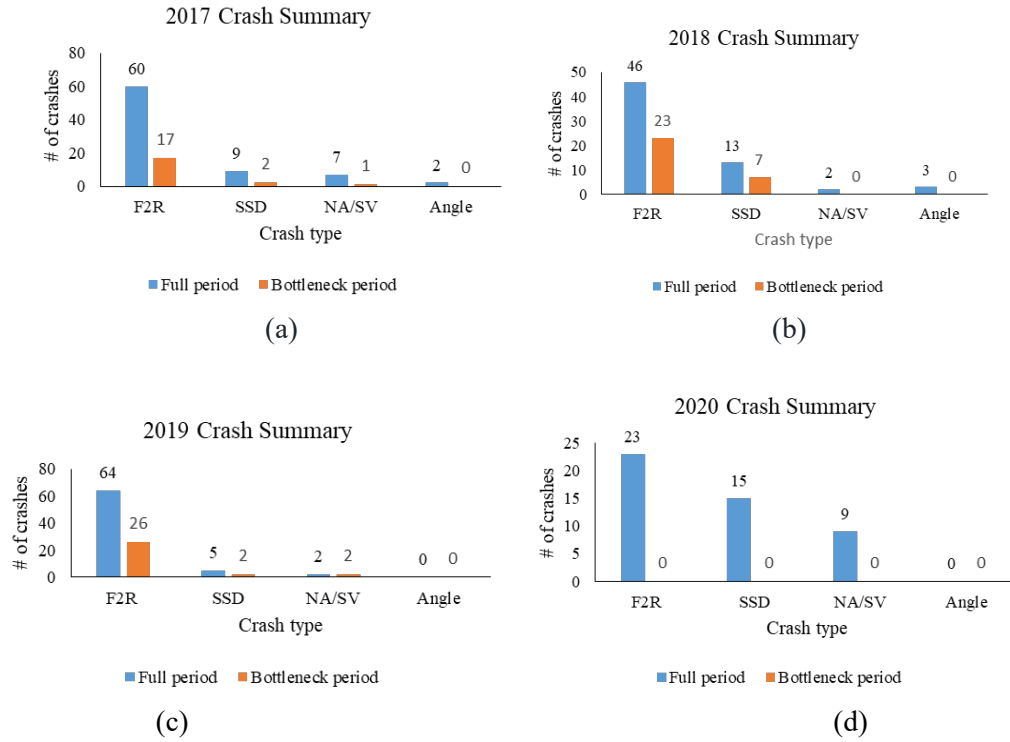 2017 Crash Summary
# of crashes
80
60
40
20
0
60
17
9
2
7
1
2
0
F2R SSD NA/SV Angle
Crash type
Full period Bottleneck period
(a)
2018 Crash Summary
# of crashes
50
40
30
20
10
0
46
23
13
7
2
0
3
0
F2R SSD NA/SV Angle
Crash type
Full period Bottleneck period
(b)
2019 Crash Summary
# of crashes
80
60
40
20
0
64
26
5
2
2
2
0
0
F2R SSD NA/SV Angle
Crash type
Full period Bottleneck period
(c)
2020 Crash Summary
# of crashes
25
20
15
10
5
0
23
0
15
0
9
0
0
0
F2R SSD NA/SV Angle
Crash type
Full period Bottleneck period
(d)